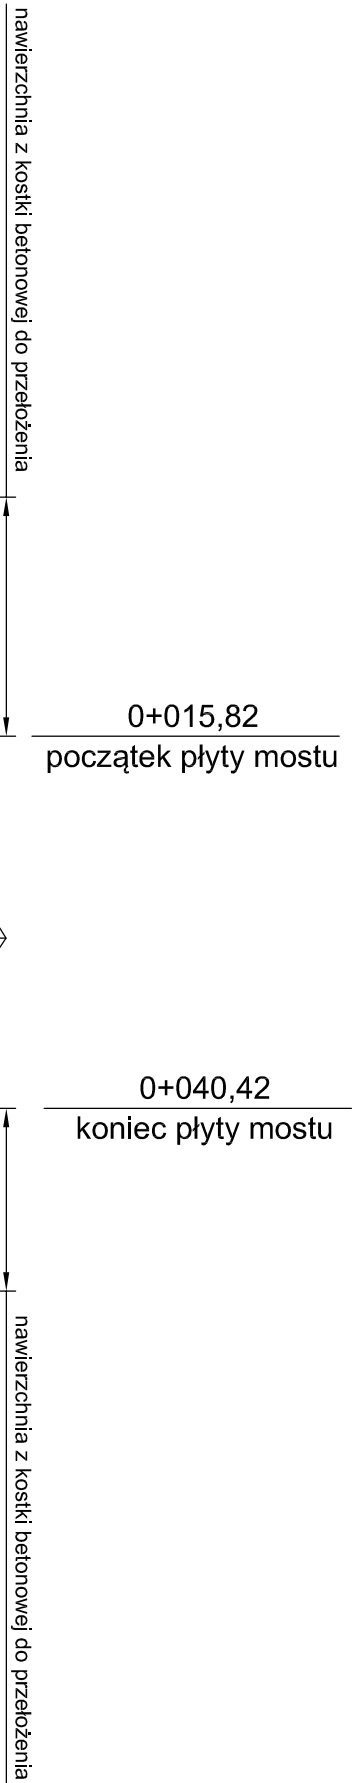 nawierzchnia z kostki betonowej do przełożenia
0+015,82
początek płyty mostu
0+040,42
koniec płyty mostu
nawierzchnia z kostki betonowej do przełożenia